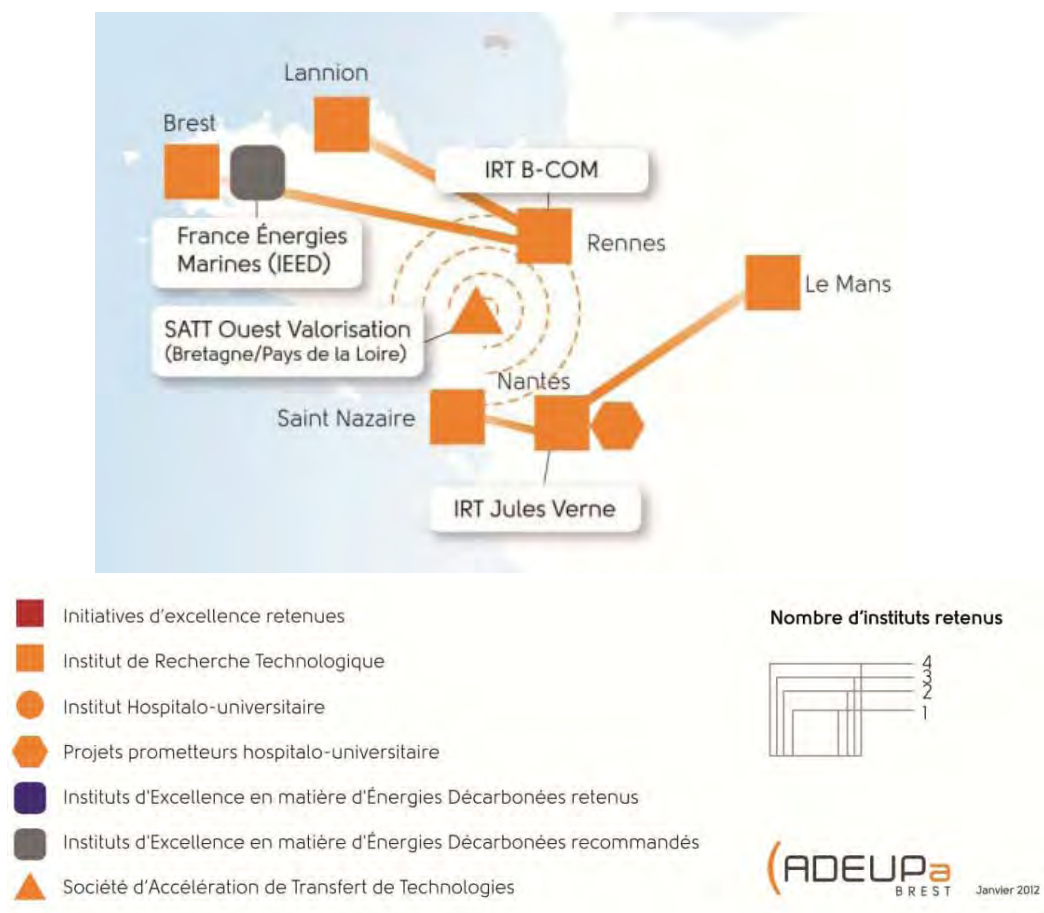 Lannion
Brest
IRT B-COM
France Énergies
Marines (IEED)
Rennes
Le Mans
SATT Ouest Valorisation
(Bretagne/Pays de la Loire)
Nantes
Saint Nazaire
IRT Jules Verne
Initiatives d'excellence retenues
Institut de Recherche Technologique
Institut Hospitalo-universitaire
Projets prometteurs hospitalo-universitaire
Instituts d'Excellence en matière d'Énergies Décarbonées retenus
Instituts d'Excellence en matière d'Énergies Décarbonées recommandés
Société d'Accélération de Transfert de Technologies
Nombre d'instituts retenus
4
3
2
1
ADEUPa
BREST
Janvier 2012